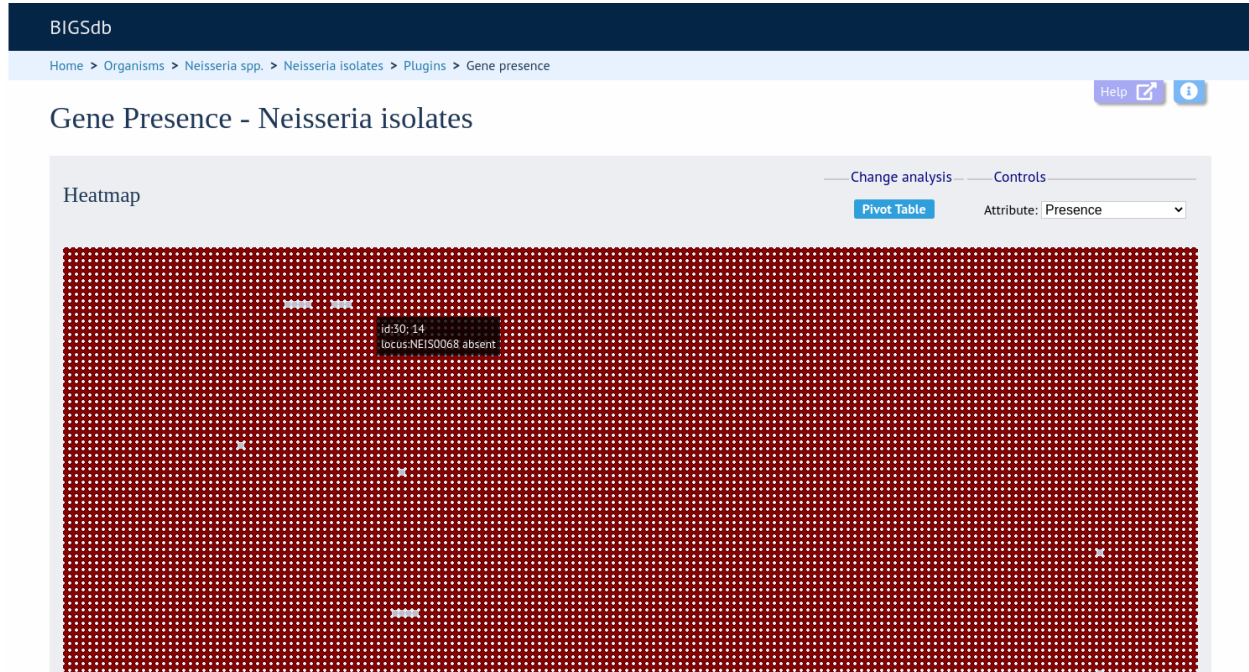 BIGSdb
Home > Organisms > Neisseria spp. > Neisseria isolates > Plugins > Gene presence
Help
Gene Presence - Neisseria isolates
Heatmap
Change analysis
Controls
Pivot Table
Attribute: Presence
id:30; 14
locus:NEIS0068 absent